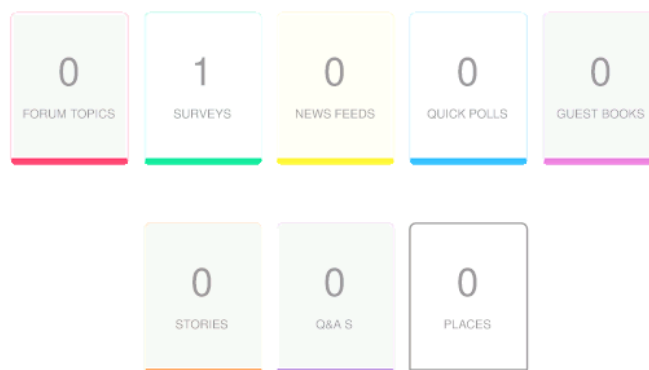 0
FORUM TOPICS
1
SURVEYS
0
NEWS FEEDS
0
QUICK POLLS
0
GUEST BOOKS
0
STORIES
0
Q&A S
0
PLACES